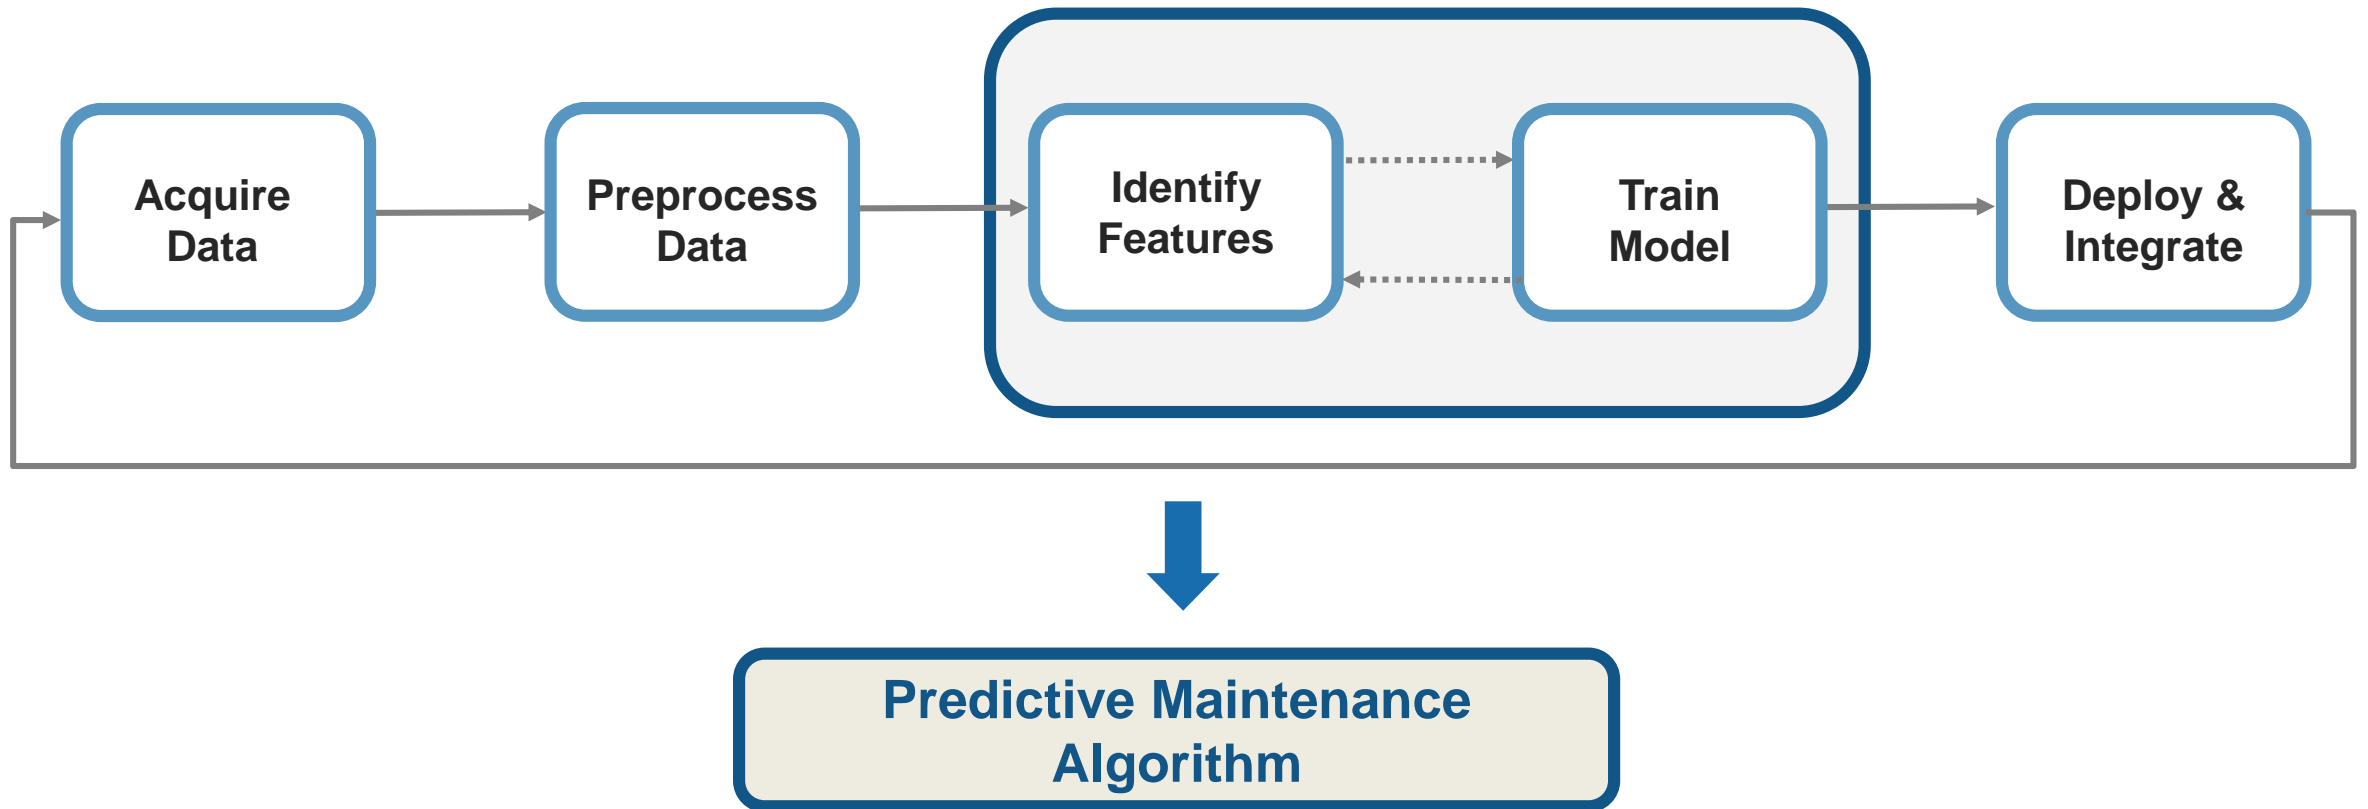 Acquire
Data
Preprocess
Data
Identify
Features
Train
Model
Deploy &
Integrate
Predictive Maintenance
Algorithm